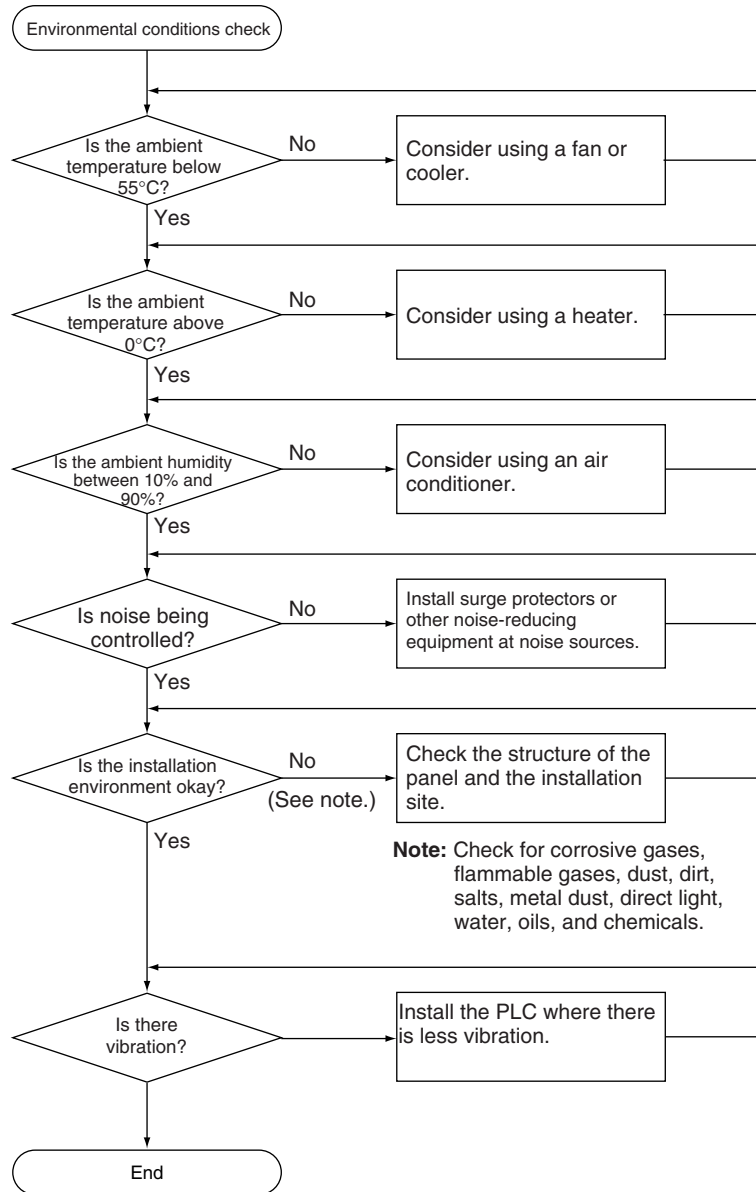 Environmental conditions check
Is the ambient
temperature below
55°C?
No
Consider using a fan or
cooler.
Yes
Is the ambient
temperature above
0°C?
No
Consider using a heater.
Yes
Is the ambient humidity
between 10% and
90%?
No
Consider using an air
conditioner.
Yes
Is noise being
controlled?
No
Install surge protectors or
other noise-reducing
equipment at noise sources.
Yes
Is the installation
environment okay?
No
(See note.)
Check the structure of the
panel and the installation
site.
Yes
Note: Check for corrosive gases,
flammable gases, dust, dirt,
salts, metal dust, direct light,
water, oils, and chemicals.
Is there
vibration?
Install the PLC where there
is less vibration.
End